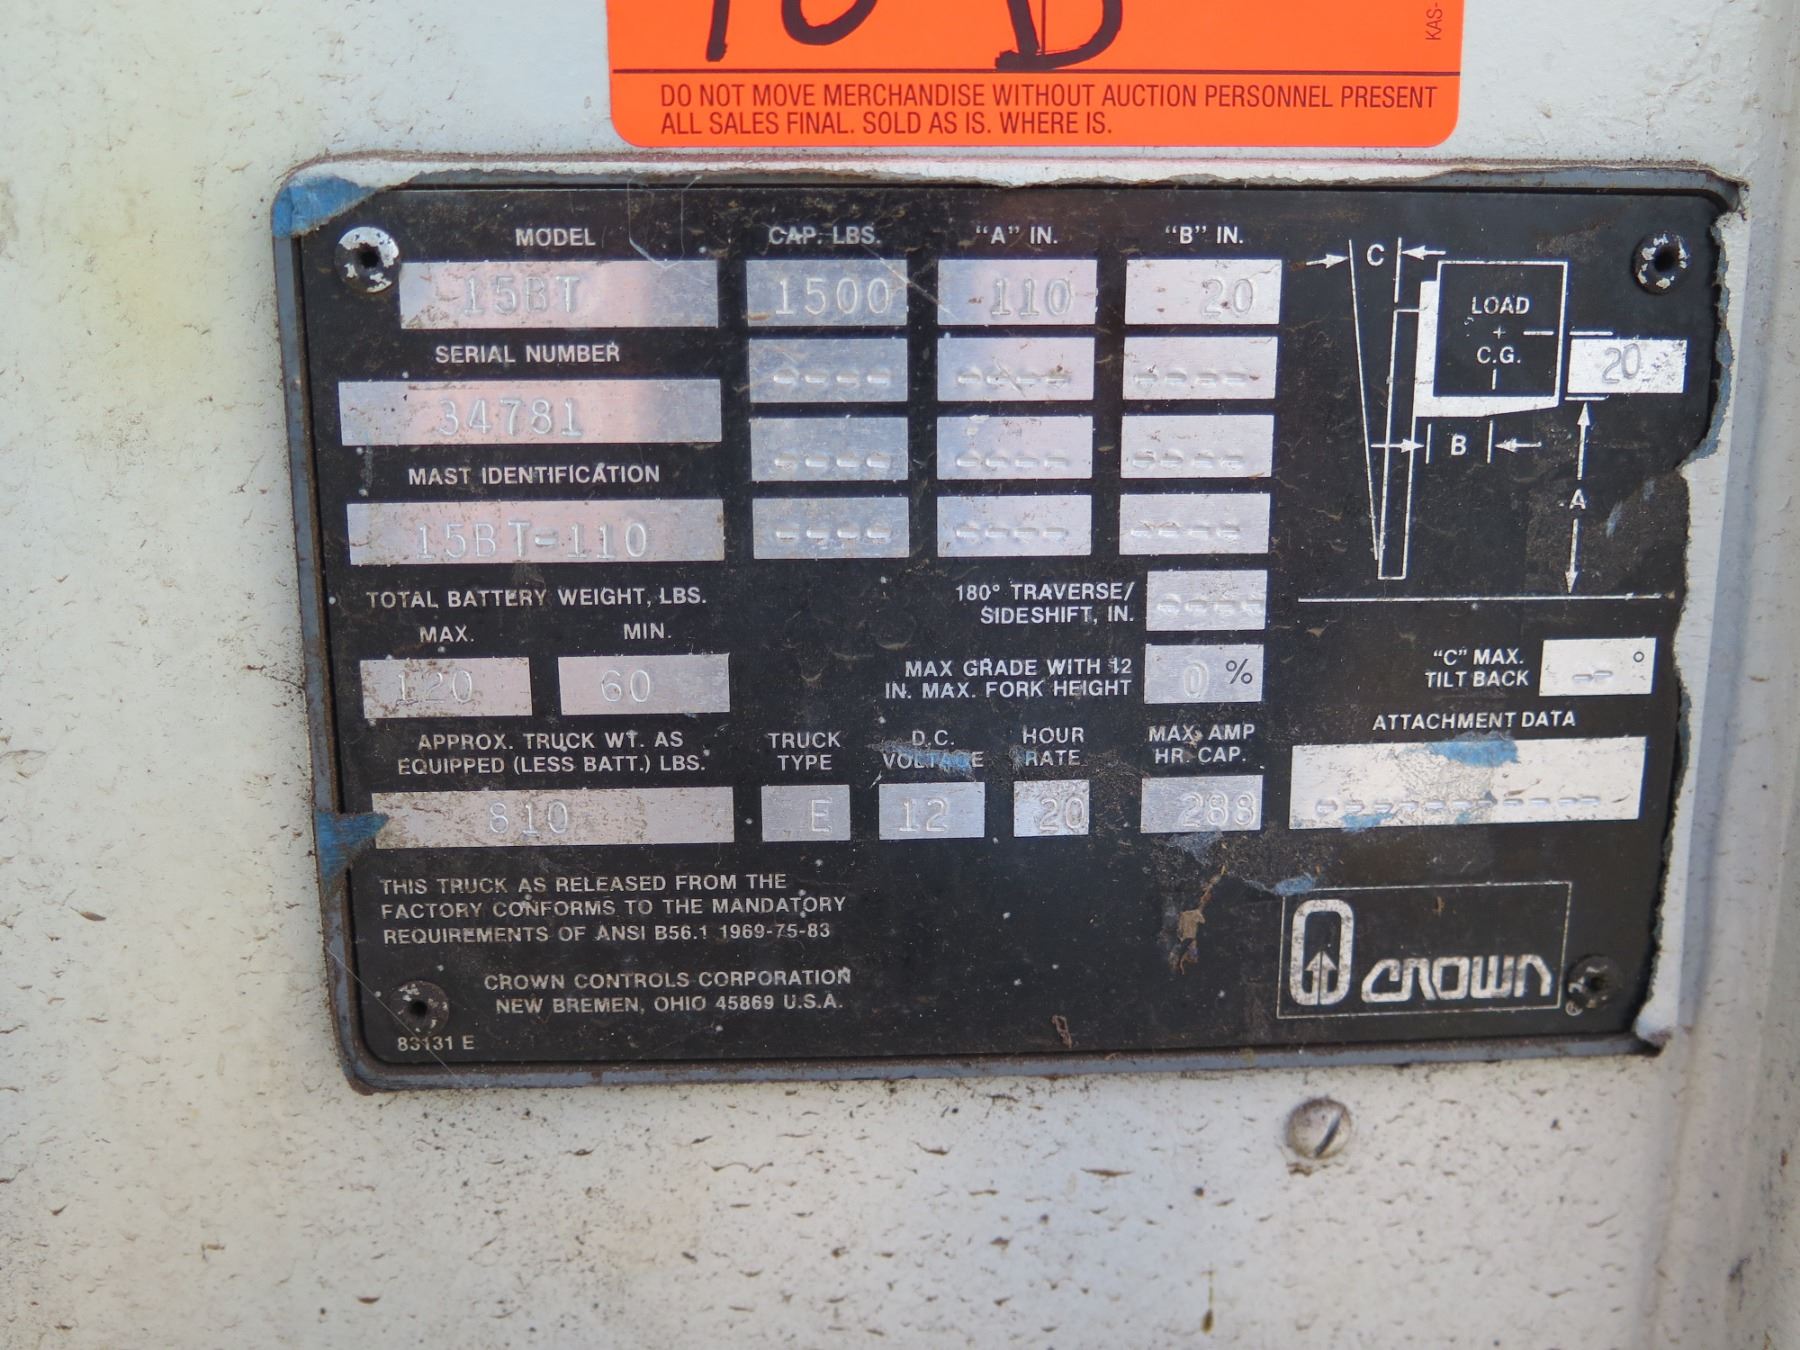 KAS-
DO NOT MOVE MERCHANDISE WITHOUT AUCTION PERSONNEL PRESENT
ALL SALES FINAL. SOLD AS IS. WHERE IS.
MODEL CAP. LBS. "A" IN. "B" IN.
15BT 1500 110 20
SERIAL NUMBER
34781
MAST IDENTIFICATION
15BT-110
C
LOAD
+
C.G.
20
B
A
TOTAL BATTERY WEIGHT, LBS.
MAX. MIN.
120 60
180° TRAVERSE/
SIDESHIFT, IN. ----
MAX GRADE WITH 12
IN. MAX. FORK HEIGHT 0 %
"C" MAX.
TILT BACK -- °
APPROX. TRUCK WT. AS
EQUIPPED (LESS BATT.) LBS.
810
TRUCK
TYPE
E
D.C.
VOLTAGE
12
HOUR
RATE
20
MAX. AMP
HR. CAP.
288
ATTACHMENT DATA
THIS TRUCK AS RELEASED FROM THE
FACTORY CONFORMS TO THE MANDATORY
REQUIREMENTS OF ANSI B56.1 1969-75-83
CROWN CONTROLS CORPORATION
NEW BREMEN, OHIO 45869 U.S.A.
83131 E
CROWN ®